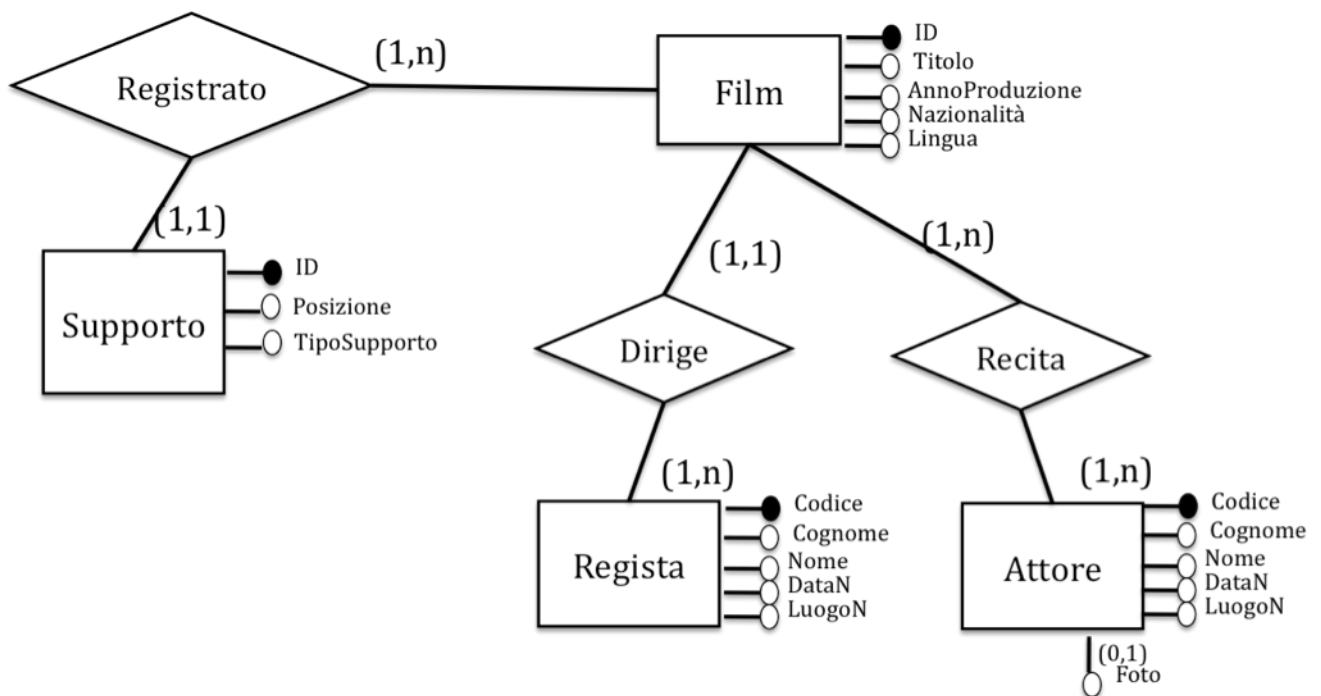 Registrato
(1,n)
Film
ID
Titolo
AnnoProduzione
Nazionalità
Lingua
(1,1)
Supporto
ID
Posizione
TipoSupporto
(1,1)
(1,n)
Dirige
Recita
(1,n)
Regista
Codice
Cognome
Nome
DataN
LuogoN
(1,n)
Attore
Codice
Cognome
Nome
DataN
LuogoN
(0,1)
Foto